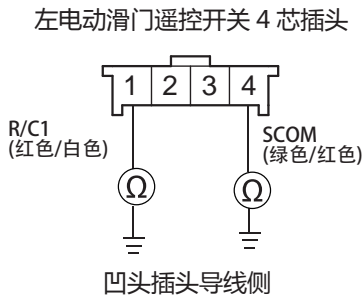 左电动滑门遥控开关 4 芯插头
1 2 3 4
R/C1
(红色/白色)
SCOM
(绿色/红色)
Ω Ω
凹头插头导线侧